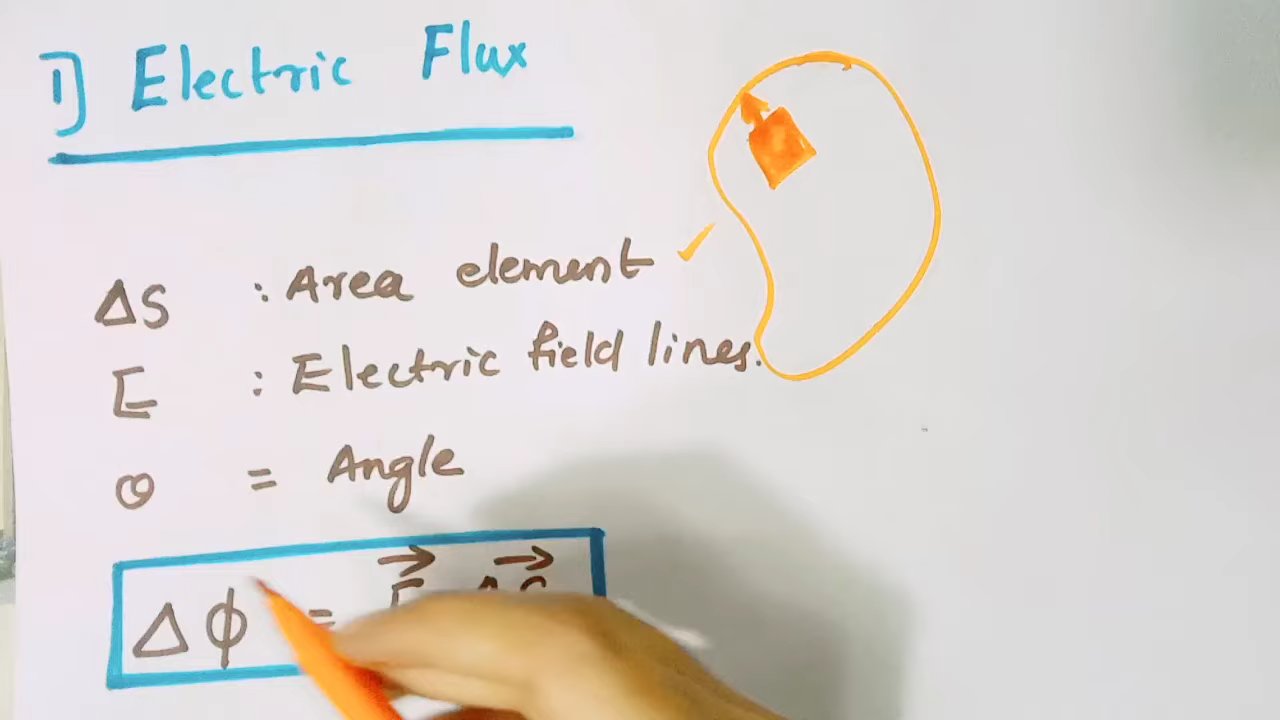 1) Electric Flux
ΔS : Area element ✓
E : Electric field lines.
θ = Angle
Δϕ =